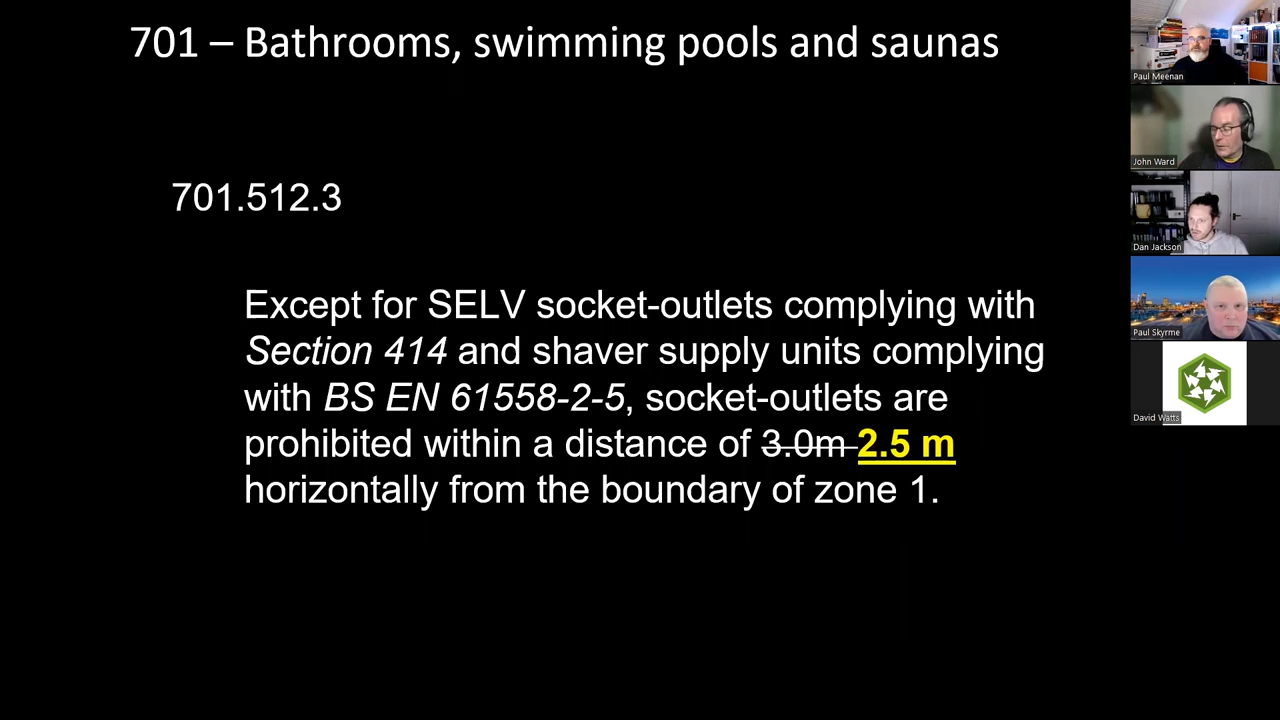 701 – Bathrooms, swimming pools and saunas
701.512.3
Except for SELV socket-outlets complying with
Section 414 and shaver supply units complying
with BS EN 61558-2-5, socket-outlets are
prohibited within a distance of 3.0m 2.5 m
horizontally from the boundary of zone 1.
Paul Meenan
John Ward
Dan Jackson
Paul Skyrme
David Watts